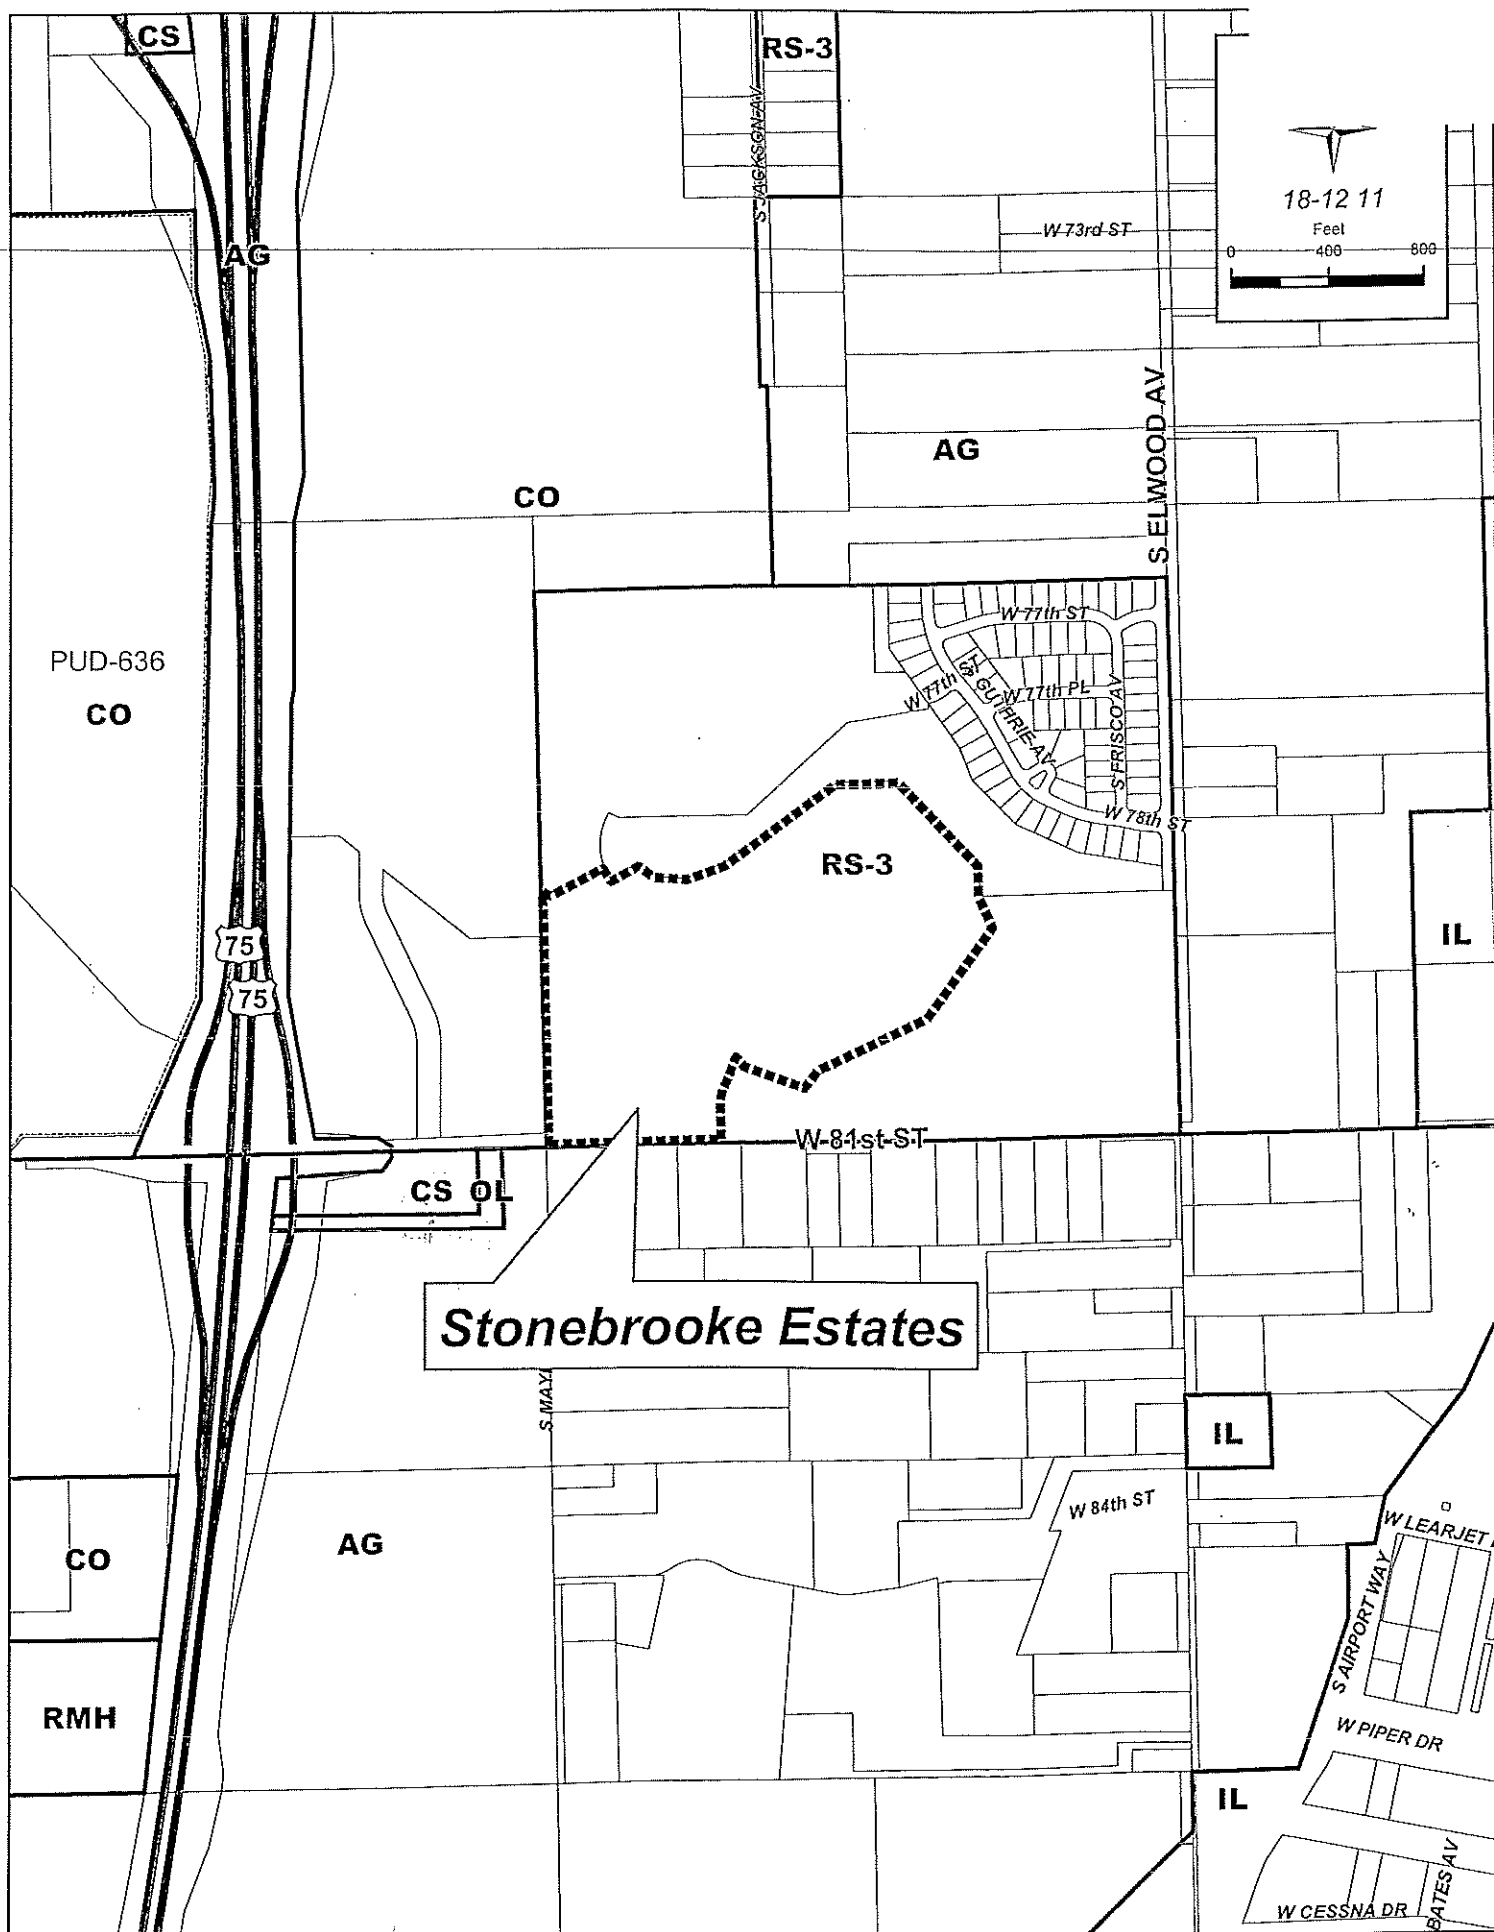 CS
RS-3
S JACKSON AV
18-12 11
Feet
0 400 800
W 73rd ST
AG
S ELWOOD AV
AG
CO
PUD-636
CO
W 77th ST
W 77th ST
S GUTHRIE AV
W 77th PL
S FRISCO AV
W 78th ST
RS-3
IL
75
75
W 81st ST
CS OL
Stonebrooke Estates
IL
W 84th ST
CO
AG
W LEARJET
S AIRPORT WAY
RMH
W PIPER DR
IL
BATES AV
W CESSNA DR